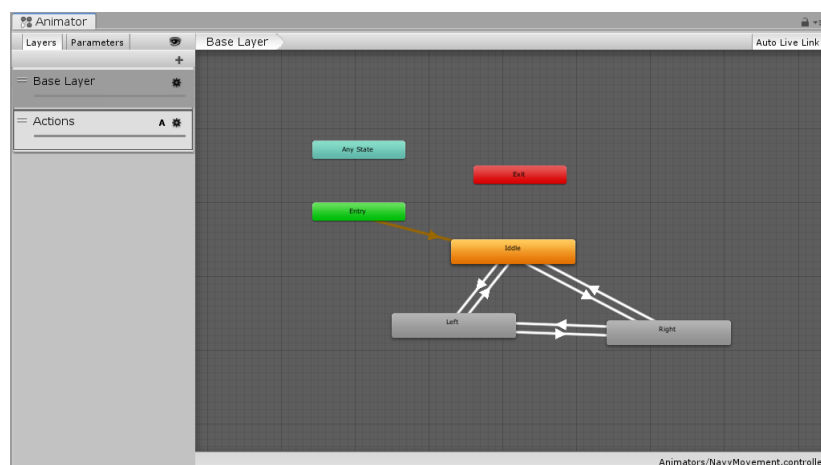 Animator
Layers Parameters
Base Layer
Auto Live Link
+
Base Layer
Actions A
Any State
Exit
Entry
Iddle
Left
Right
Animators/NavyMovement.controlle